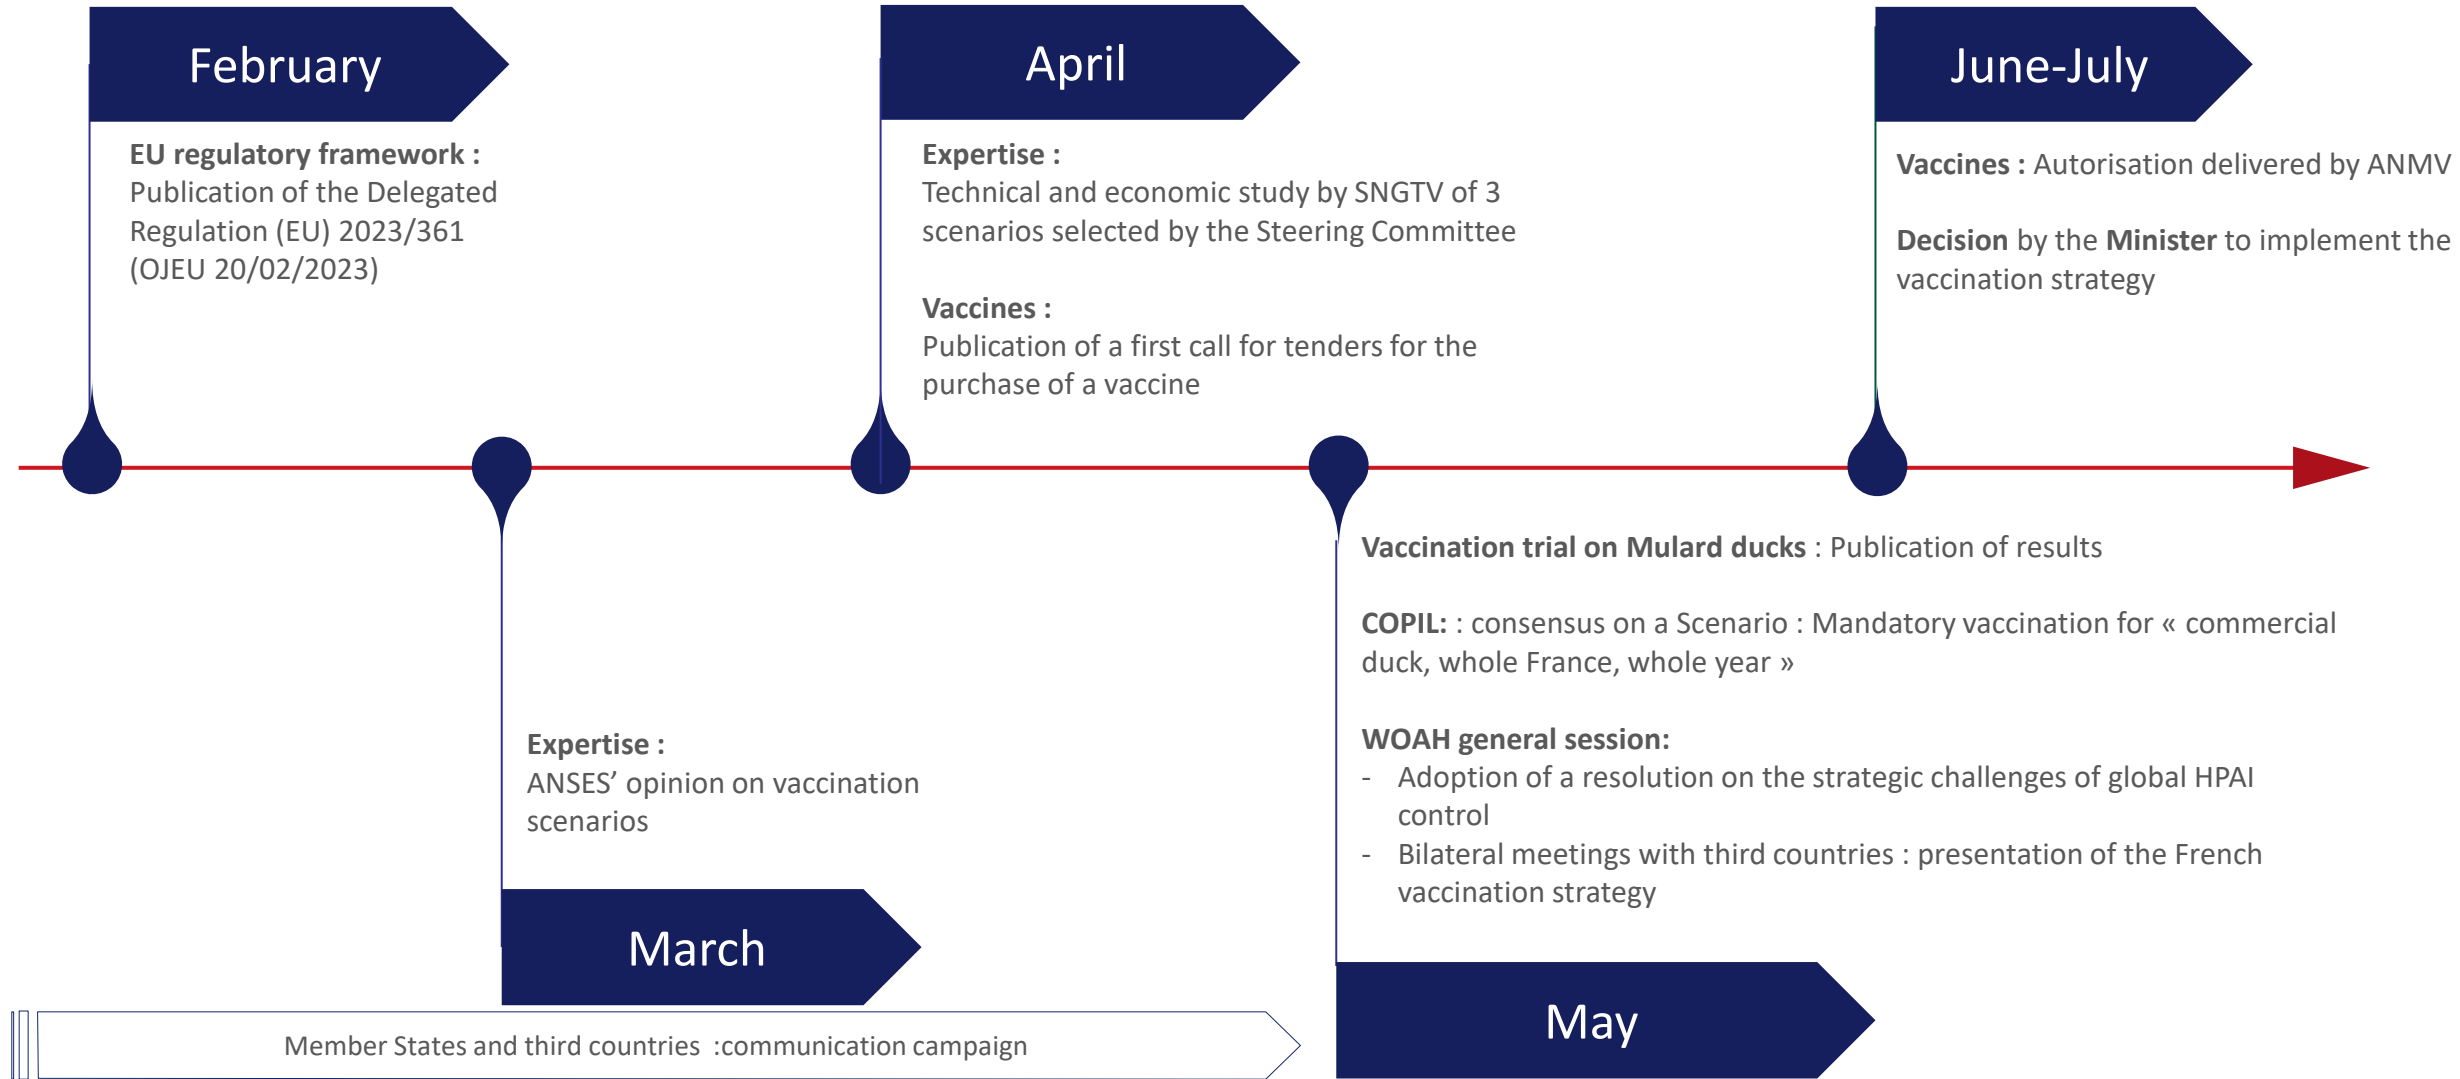 February
EU regulatory framework :
Publication of the Delegated
Regulation (EU) 2023/361
(OJEU 20/02/2023)
Expertise :
ANSES’ opinion on vaccination
scenarios
March
April
Expertise :
Technical and economic study by SNGTV of 3
scenarios selected by the Steering Committee
Vaccines :
Publication of a first call for tenders for the
purchase of a vaccine
Vaccination trial on Mulard ducks : Publication of results
COPIL: : consensus on a Scenario : Mandatory vaccination for « commercial
duck, whole France, whole year »
WOAH general session:
- Adoption of a resolution on the strategic challenges of global HPAI
control
- Bilateral meetings with third countries : presentation of the French
vaccination strategy
May
June-July
Vaccines : Autorisation delivered by ANMV
Decision by the Minister to implement the
vaccination strategy
Member States and third countries :communication campaign